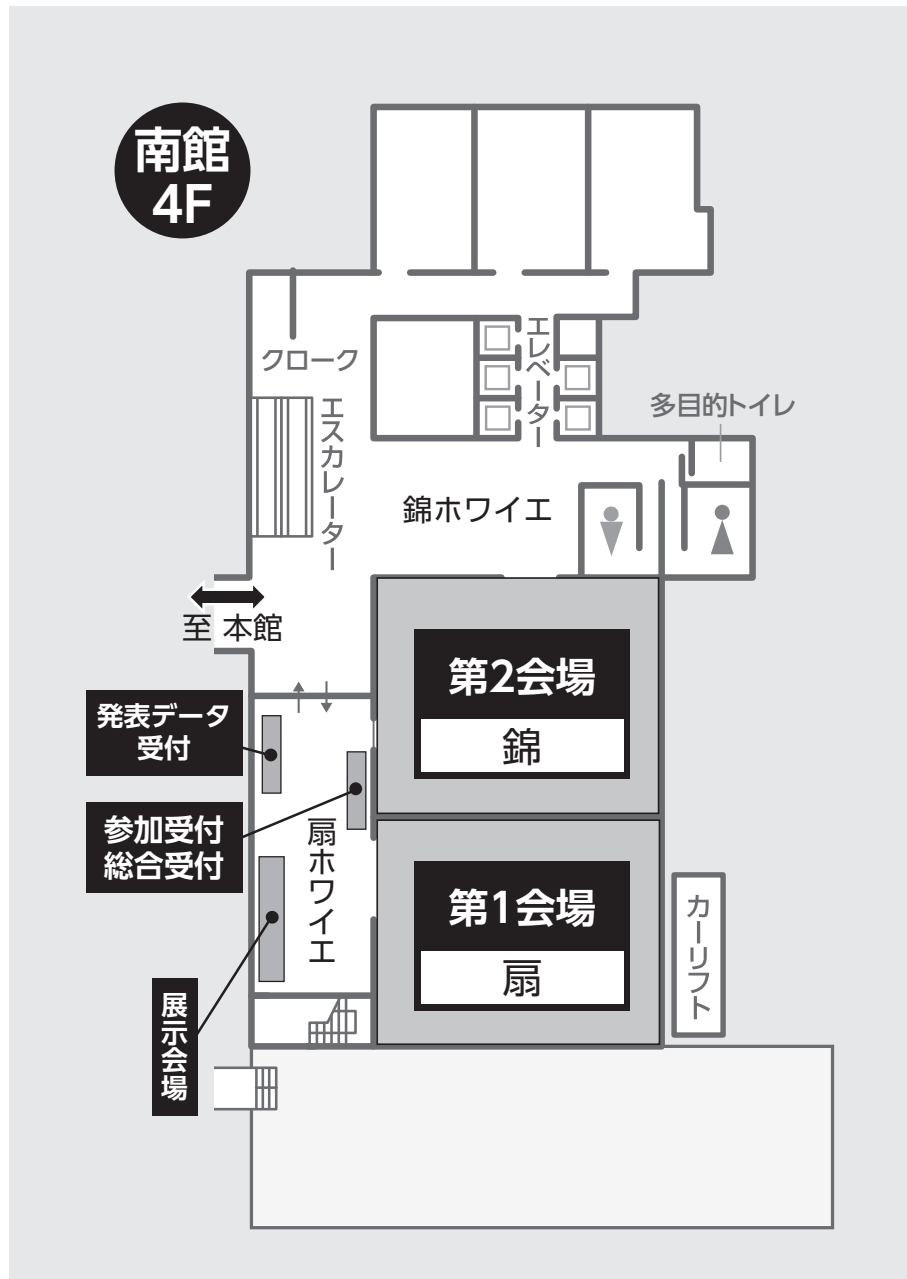 南館
4F
クローク
エレベーター
エスカレーター
多目的トイレ
錦ホワイエ
至 本館
第2会場
錦
発表データ
受付
参加受付
総合受付
扇ホワイエ
第1会場
扇
カーリフト
展示会場